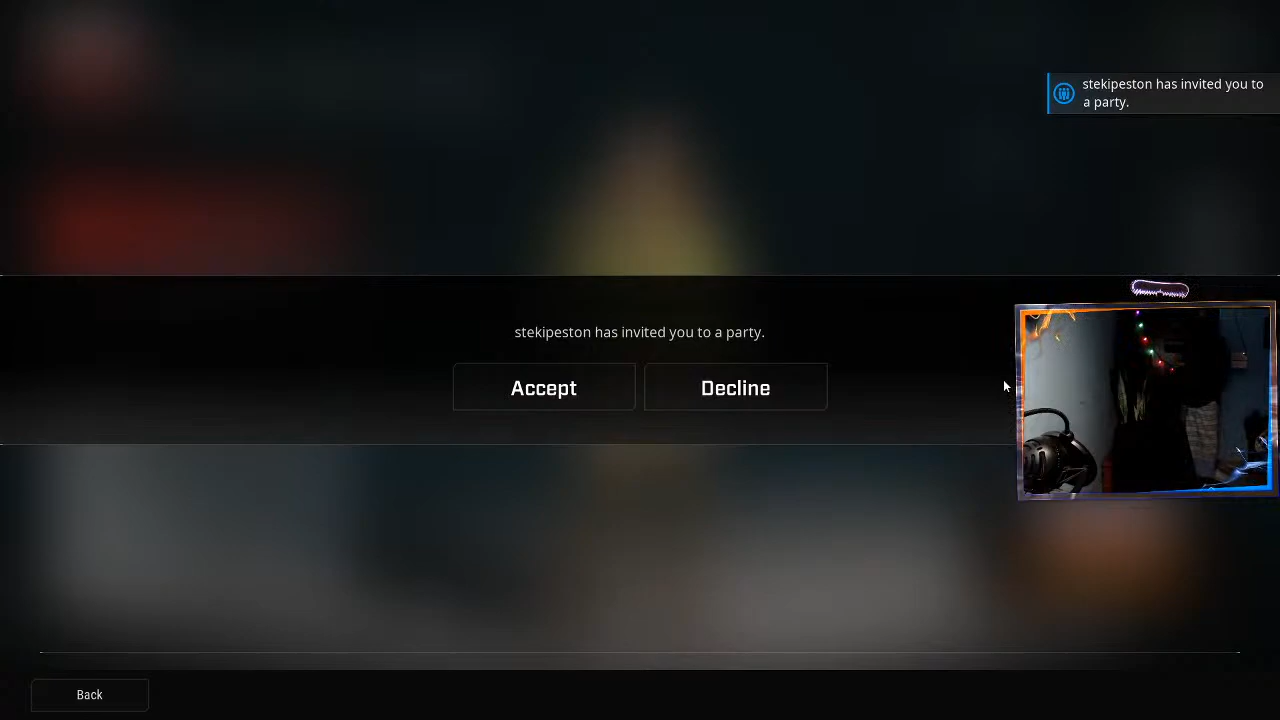 stekipeston has invited you to
a party.
stekipeston has invited you to a party.
Accept
Decline
Back